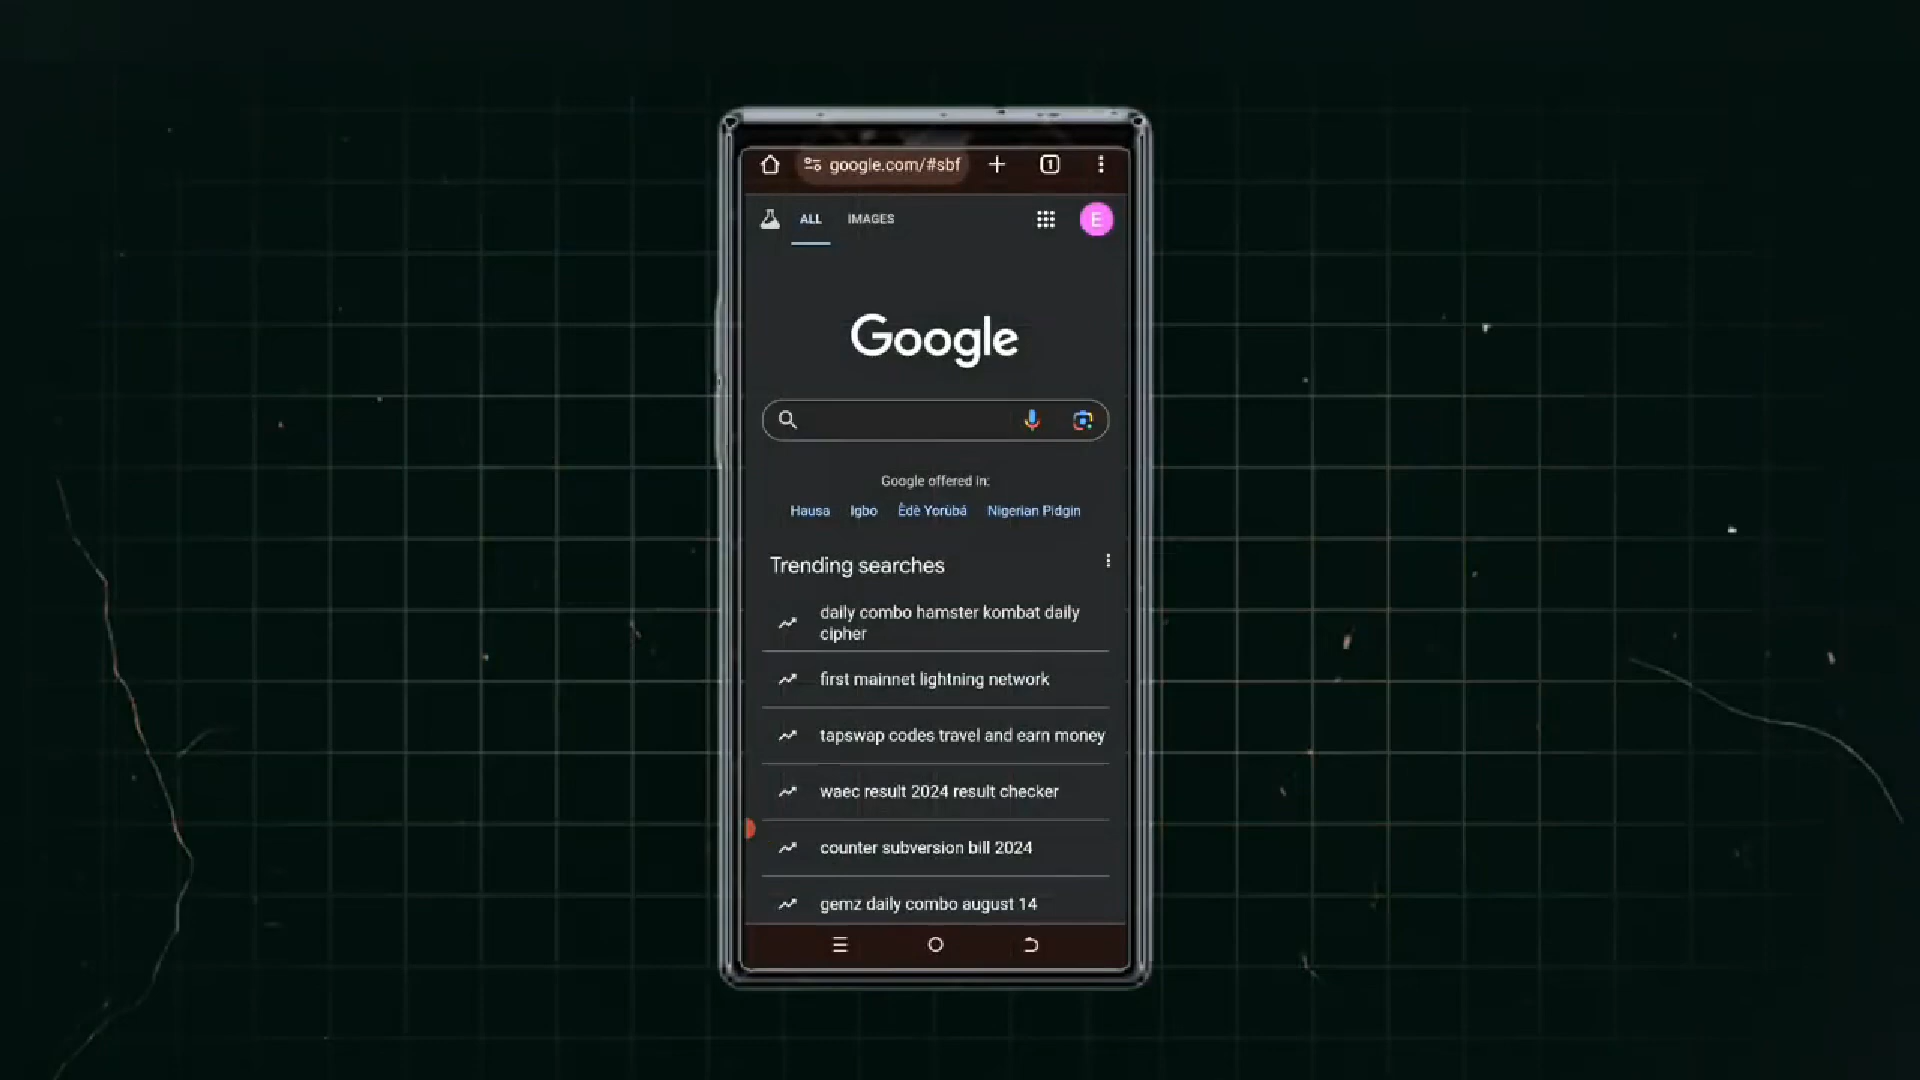 google.com/#sbf
1
ALL IMAGES
E
Google
Google offered in:
Hausa Igbo Èdè Yorùbá Nigerian Pidgin
Trending searches
daily combo hamster kombat daily
cipher
first mainnet lightning network
tapswap codes travel and earn money
waec result 2024 result checker
counter subversion bill 2024
gemz daily combo august 14